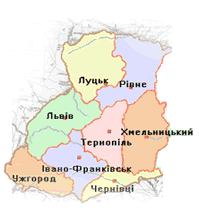 Луцьк
Рівне
Львів
Хмельницький
Тернопіль
Івано-Франківськ
Ужгород
Чернівці